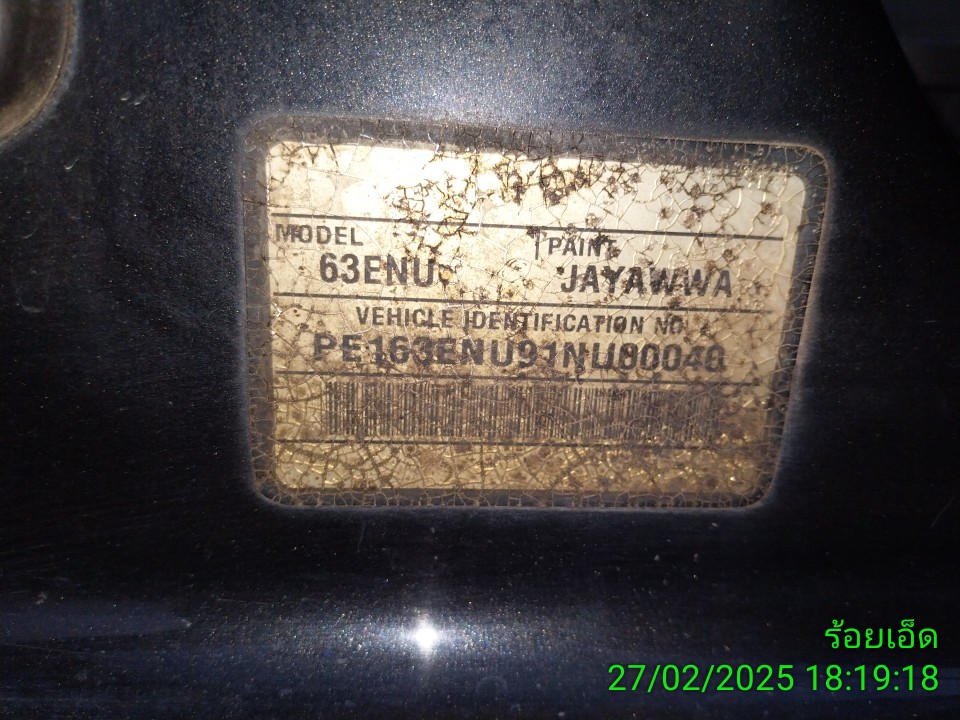 MODEL PAINT
63ENU JAYAWWA
VEHICLE IDENTIFICATION NO.
PE163ENU91NU80040
ร้อยเอ็ด
27/02/2025 18:19:18